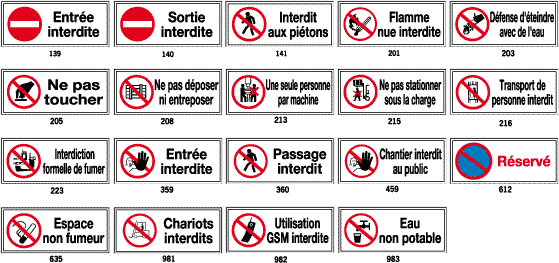 Entrée
interdite
139
Sortie
interdite
140
Interdit
aux piétons
141
Flamme
nue interdite
201
Défense d'éteindre
avec de l'eau
203
Ne pas
toucher
205
Ne pas déposer
ni entreposer
208
Une seule personne
par machine
213
Ne pas stationner
sous la charge
215
Transport de
personne interdit
216
Interdiction
formelle de fumer
223
Entrée
interdite
359
Passage
interdit
360
Chantier interdit
au public
459
Réservé
612
Espace
non fumeur
635
Chariots
interdits
981
Utilisation
GSM interdite
982
Eau
non potable
983